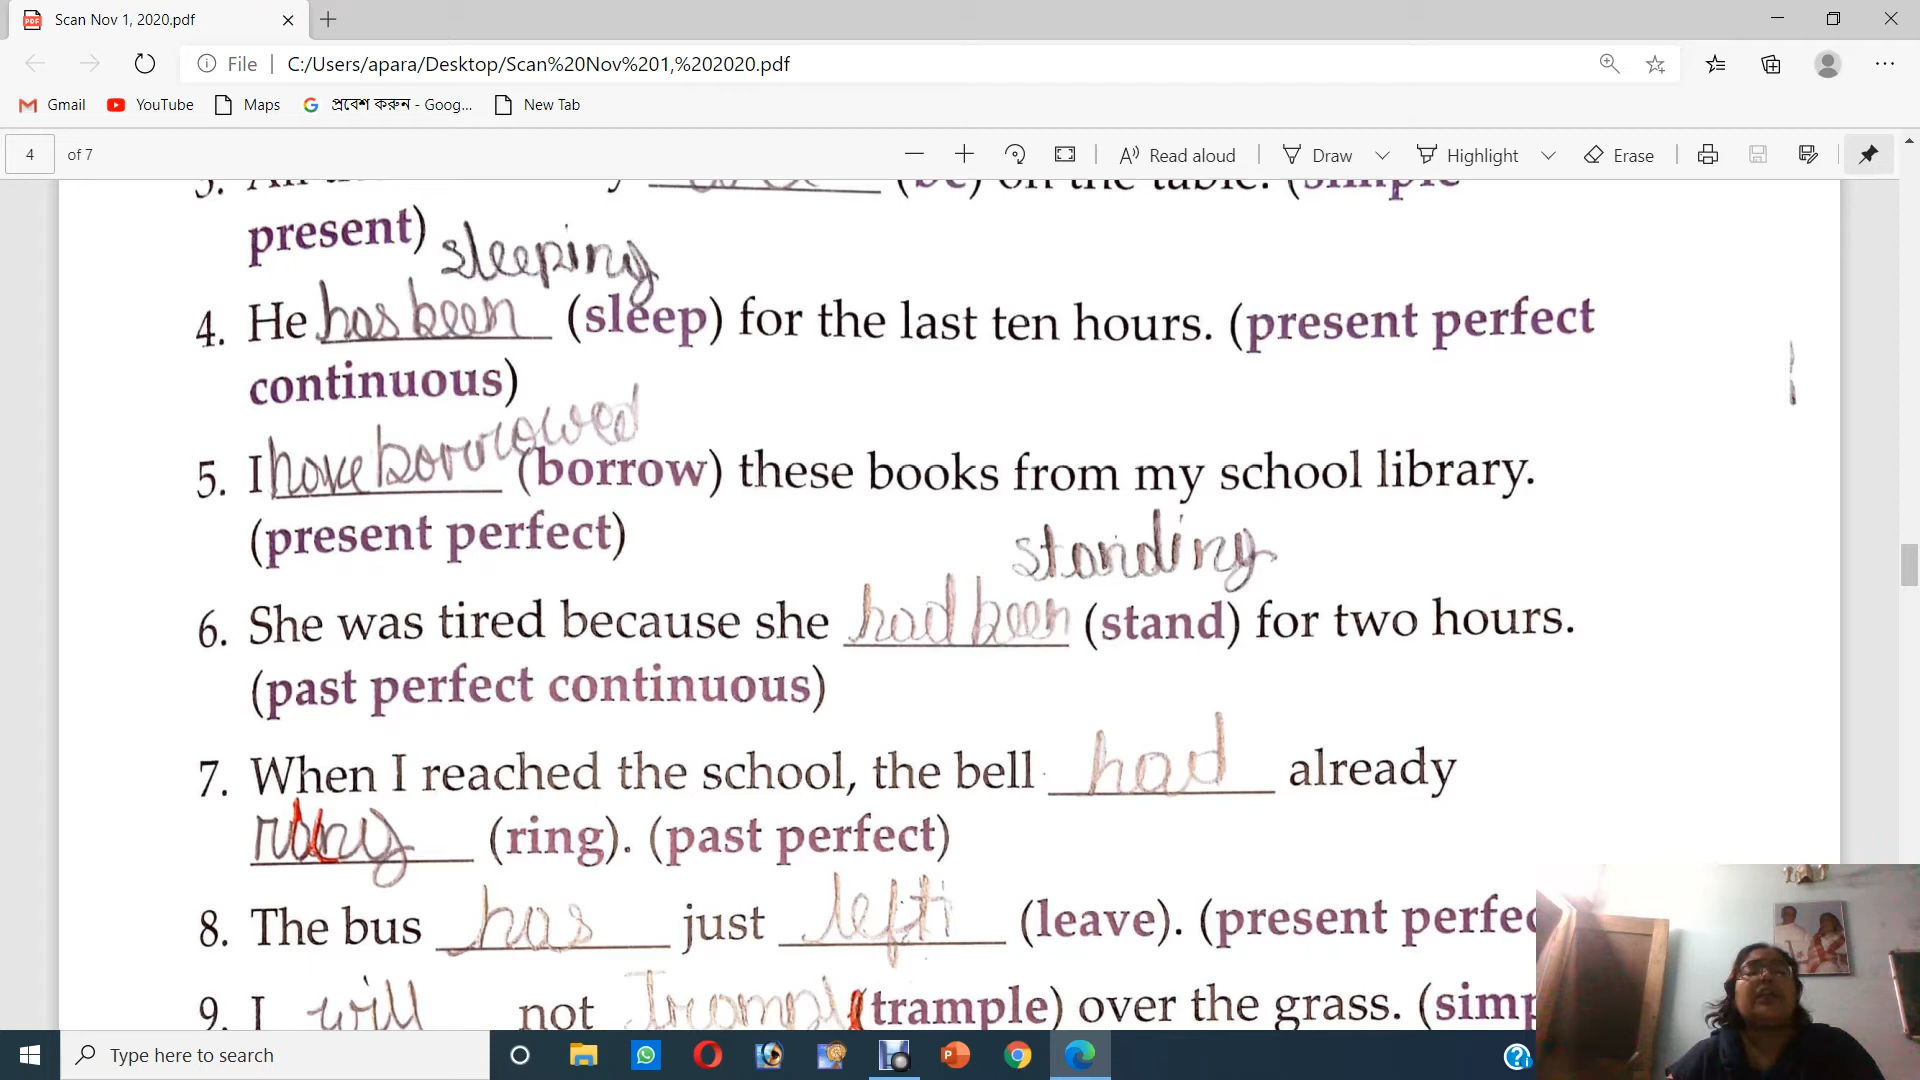 Scan Nov 1, 2020.pdf
File C:/Users/apara/Desktop/Scan%20Nov%201,%202020.pdf
Gmail YouTube Maps প্রবেশ করুন - Goog... New Tab
4 of 7 Read aloud Draw Highlight Erase
on the table. (simple
present)
sleeping
4. He has been (sleep) for the last ten hours. (present perfect
continuous)
5. I have borrowed (borrow) these books from my school library.
(present perfect)
standing
6. She was tired because she had been (stand) for two hours.
(past perfect continuous)
7. When I reached the school, the bell had already
(ring). (past perfect)
8. The bus has just left (leave). (present perfec
9. I will not (trample) over the grass. (simp
Type here to search